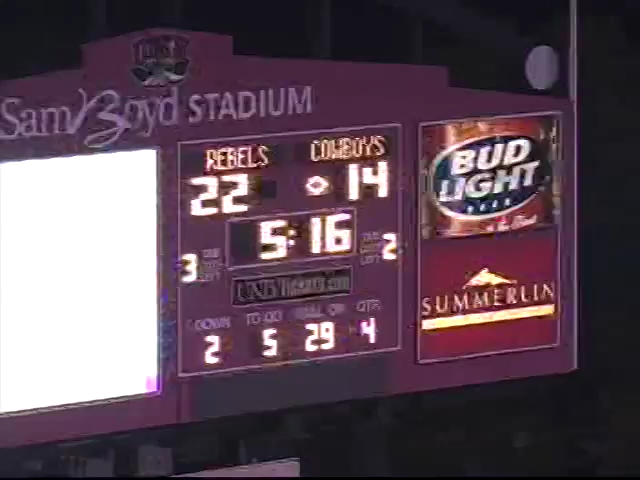 Sam Boyd STADIUM
REBELS COWBOYS
22 14
5:16
3 2
UNLVTickets.com
DOWN TO GO BALL ON QTR
2 5 29 4
BUD
LIGHT
BEER
SUMMERLIN